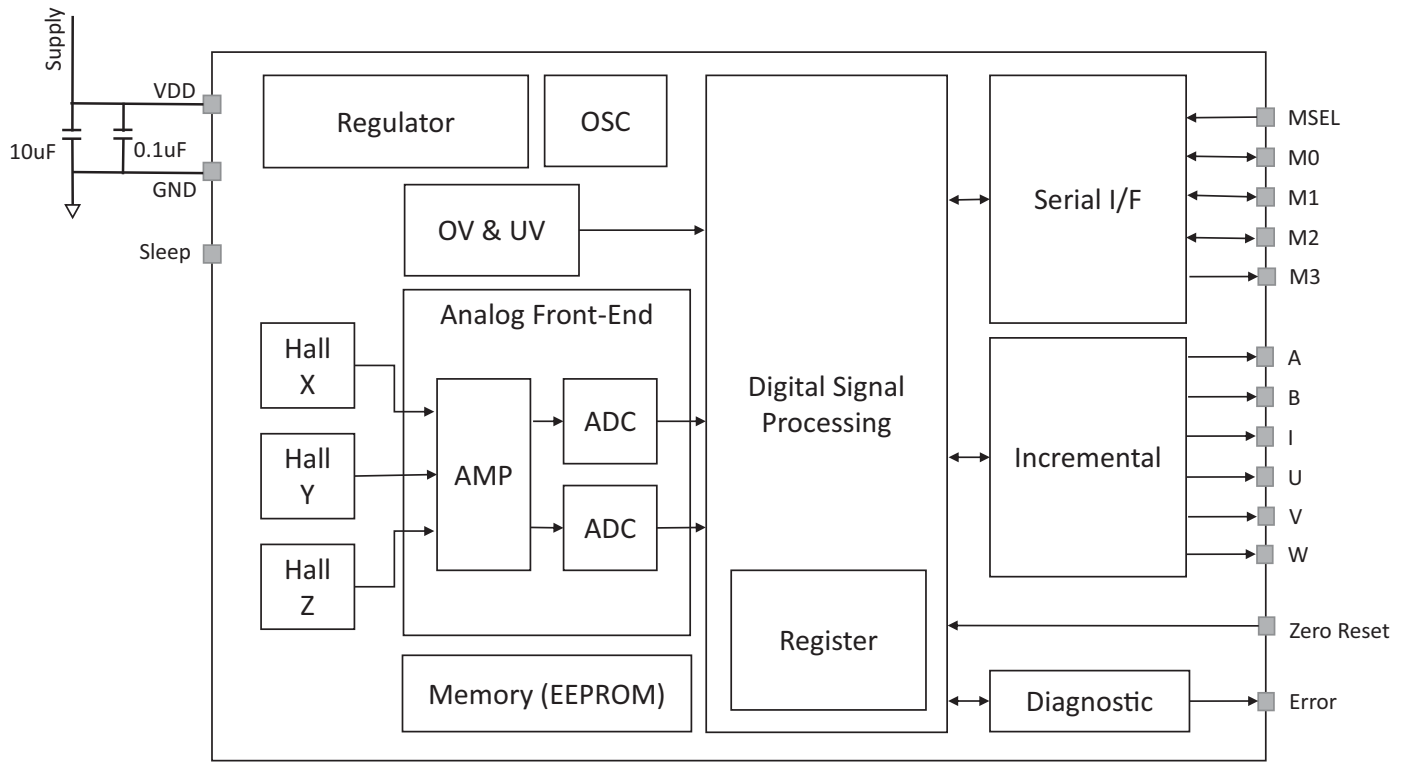 Supply
VDD
10uF
0.1uF
GND
Sleep
Regulator
OSC
OV & UV
Analog Front-End
Hall
X
Hall
Y
Hall
Z
AMP
ADC
ADC
Memory (EEPROM)
Digital Signal
Processing
Register
Serial I/F
Incremental
Diagnostic
MSEL
M0
M1
M2
M3
A
B
I
U
V
W
Zero Reset
Error